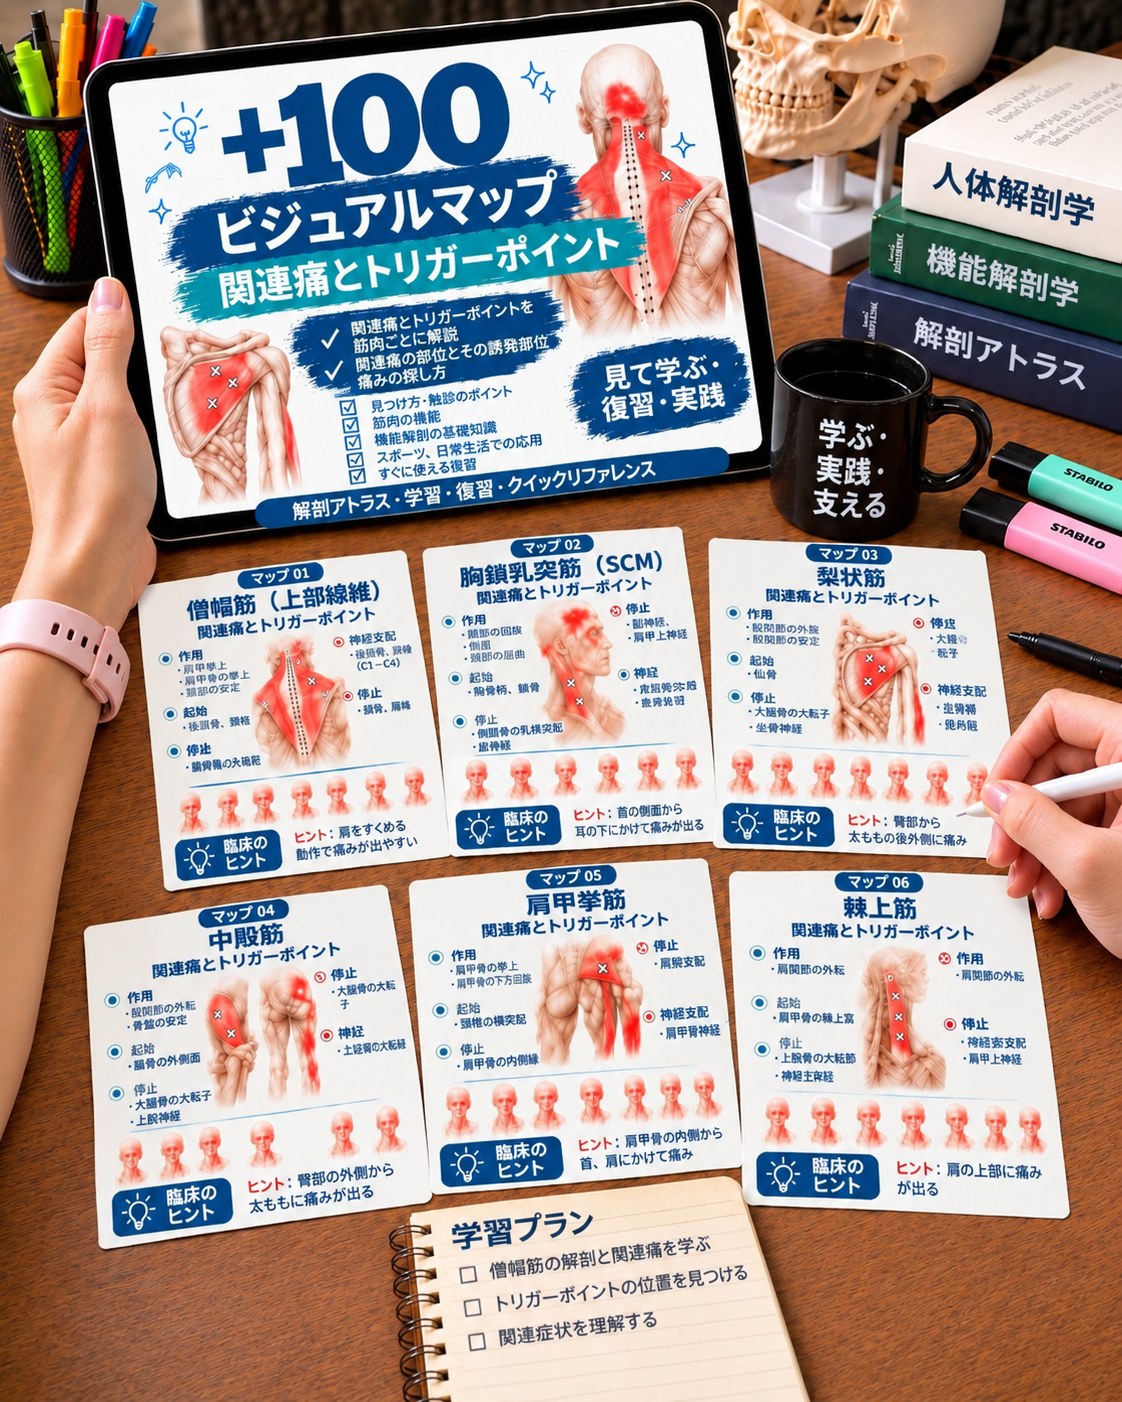 +100
ビジュアルマップ
関連痛とトリガーポイント
関連痛とトリガーポイントを
筋肉ごとに解説
関連痛の部位とその誘発部位
痛みの探し方
見つけ方・触診のポイント
筋肉の機能
機能解剖の基礎知識
スポーツ、日常生活での応用
すぐに使える復習
見て学ぶ・
復習・実践
解剖アトラス・学習・復習・クイックリファレンス
人体解剖学
機能解剖学
解剖アトラス
学ぶ・
実践・
支える
STABILO
STABILO
マップ 01
僧帽筋（上部線維）
関連痛とトリガーポイント
作用
・肩甲挙上
・肩甲骨の挙上
・頚部の安定
起始
停止
神経支配
（C1－C4）
停止
臨床の
ヒント
ヒント：肩をすくめる
動作で痛みが出やすい
マップ 02
胸鎖乳突筋（SCM）
関連痛とトリガーポイント
作用
・頭部の回旋
・側屈
・頚部の屈曲
起始
・胸骨柄、鎖骨
停止
・側頭骨の乳様突起
停止
・肩甲上神経
神経
臨床の
ヒント
ヒント：首の側面から
耳の下にかけて痛みが出る
マップ 03
梨状筋
関連痛とトリガーポイント
作用
・股関節の外旋
・股関節の安定
起始
・仙骨
停止
・大腿骨の大転子
・坐骨神経
停止
神経支配
臨床の
ヒント
ヒント：臀部から
太ももの後外側に痛み
マップ 04
中殿筋
関連痛とトリガーポイント
作用
・股関節の外転
・骨盤の安定
起始
・腸骨の外側面
停止
・大腿骨の大転子
・上殿神経
停止
・大腿骨の大転
子
神経
臨床の
ヒント
ヒント：臀部の外側から
太ももに痛みが出る
マップ 05
肩甲挙筋
関連痛とトリガーポイント
作用
・肩甲骨の挙上
・肩甲骨の下方回旋
起始
・頚椎の横突起
停止
・肩甲骨の内側縁
停止
神経支配
・肩甲骨神経
臨床の
ヒント
ヒント：肩甲骨の内側から
首、肩にかけて痛み
マップ 06
棘上筋
関連痛とトリガーポイント
作用
・肩関節の外転
起始
・肩甲骨の棘上窩
停止
・上腕骨の大結節
作用
・肩関節の外転
停止
・肩甲上神経
臨床の
ヒント
ヒント：肩の上部に痛み
が出る
学習プラン
□ 僧帽筋の解剖と関連痛を学ぶ
□ トリガーポイントの位置を見つける
□ 関連症状を理解する